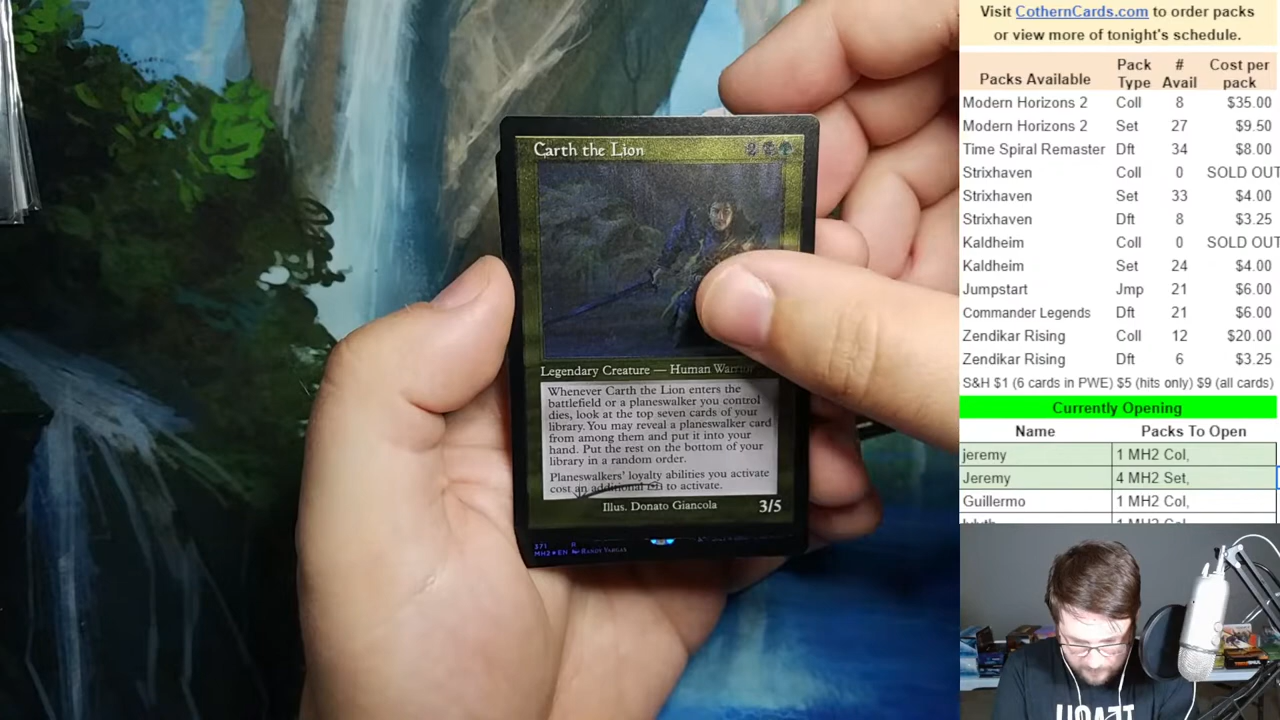 Carth the Lion
2
Legendary Creature — Human Warrior
Whenever Carth the Lion enters the
battlefield or a planeswalker you control
dies, look at the top seven cards of your
library. You may reveal a planeswalker card
from among them and put it into your
hand. Put the rest on the bottom of your
library in a random order.
Planeswalkers' loyalty abilities you activate
cost an additional to activate.
Illus. Donato Giancola
3/5
371 R
MH2 EN Randy Vargas
Visit CothernCards.com to order packs
or view more of tonight's schedule.
Packs Available Pack Type # Avail Cost per pack
Modern Horizons 2 Coll 8 $35.00
Modern Horizons 2 Set 27 $9.50
Time Spiral Remaster Dft 34 $8.00
Strixhaven Coll 0 SOLD OUT
Strixhaven Set 33 $4.00
Strixhaven Dft 8 $3.25
Kaldheim Coll 0 SOLD OUT
Kaldheim Set 24 $4.00
Jumpstart Jmp 21 $6.00
Commander Legends Dft 21 $6.00
Zendikar Rising Coll 12 $20.00
Zendikar Rising Dft 6 $3.25
S&H $1 (6 cards in PWE) $5 (hits only) $9 (all cards)
Currently Opening
Name Packs To Open
jeremy 1 MH2 Col,
Jeremy 4 MH2 Set,
Guillermo 1 MH2 Col,
1 MH2 Col,